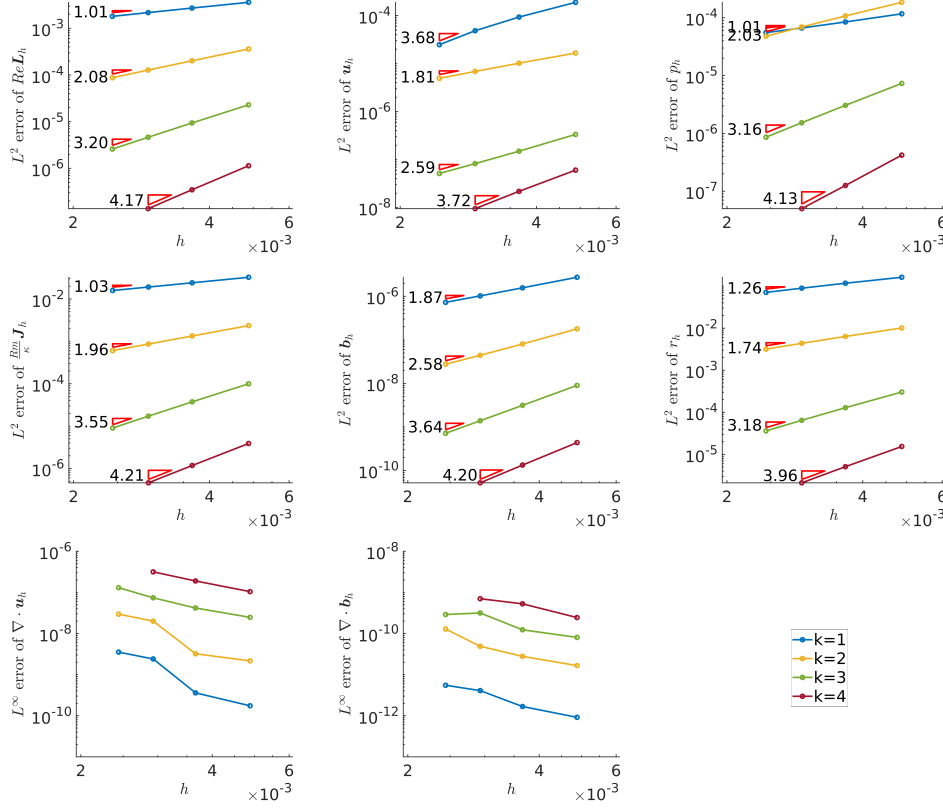 L² error of ReL_h
10^-3
10^-4
10^-5
10^-6
1.01
2.08
3.20
4.17
2 4 6
×10^-3
h
L² error of u_h
10^-4
10^-6
10^-8
3.68
1.81
2.59
3.72
2 4 6
×10^-3
h
L² error of p_h
10^-4
10^-5
10^-6
10^-7
1.01
2.03
3.16
4.13
2 4 6
×10^-3
h
L² error of Rm/κ J_h
10^-2
10^-4
10^-6
1.03
1.96
3.55
4.21
2 4 6
×10^-3
h
L² error of b_h
10^-6
10^-8
10^-10
1.87
2.58
3.64
4.20
2 4 6
×10^-3
h
L² error of r_h
10^-2
10^-3
10^-4
10^-5
1.26
1.74
3.18
3.96
2 4 6
×10^-3
h
L^∞ error of ∇ · u_h
10^-6
10^-8
10^-10
2 4 6
×10^-3
h
L^∞ error of ∇ · b_h
10^-8
10^-10
10^-12
2 4 6
×10^-3
h
k=1
k=2
k=3
k=4